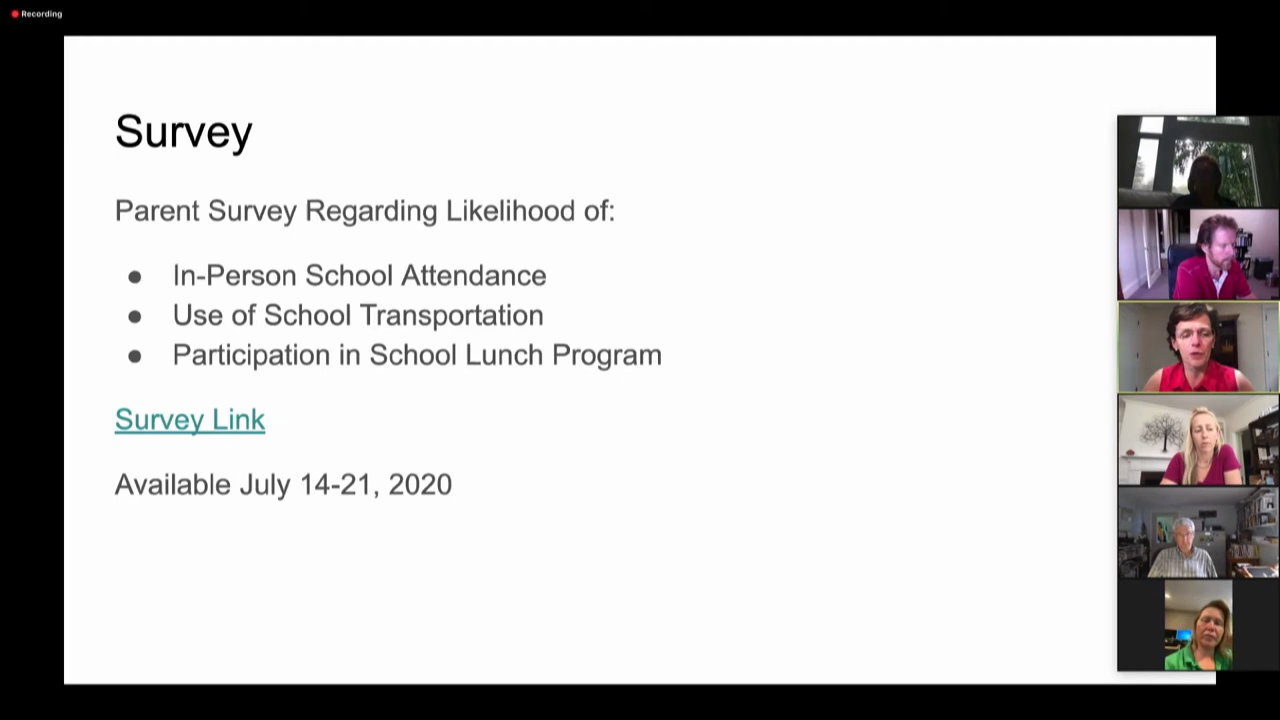 Recording
Survey
Parent Survey Regarding Likelihood of:
● In-Person School Attendance
● Use of School Transportation
● Participation in School Lunch Program
Survey Link
Available July 14-21, 2020